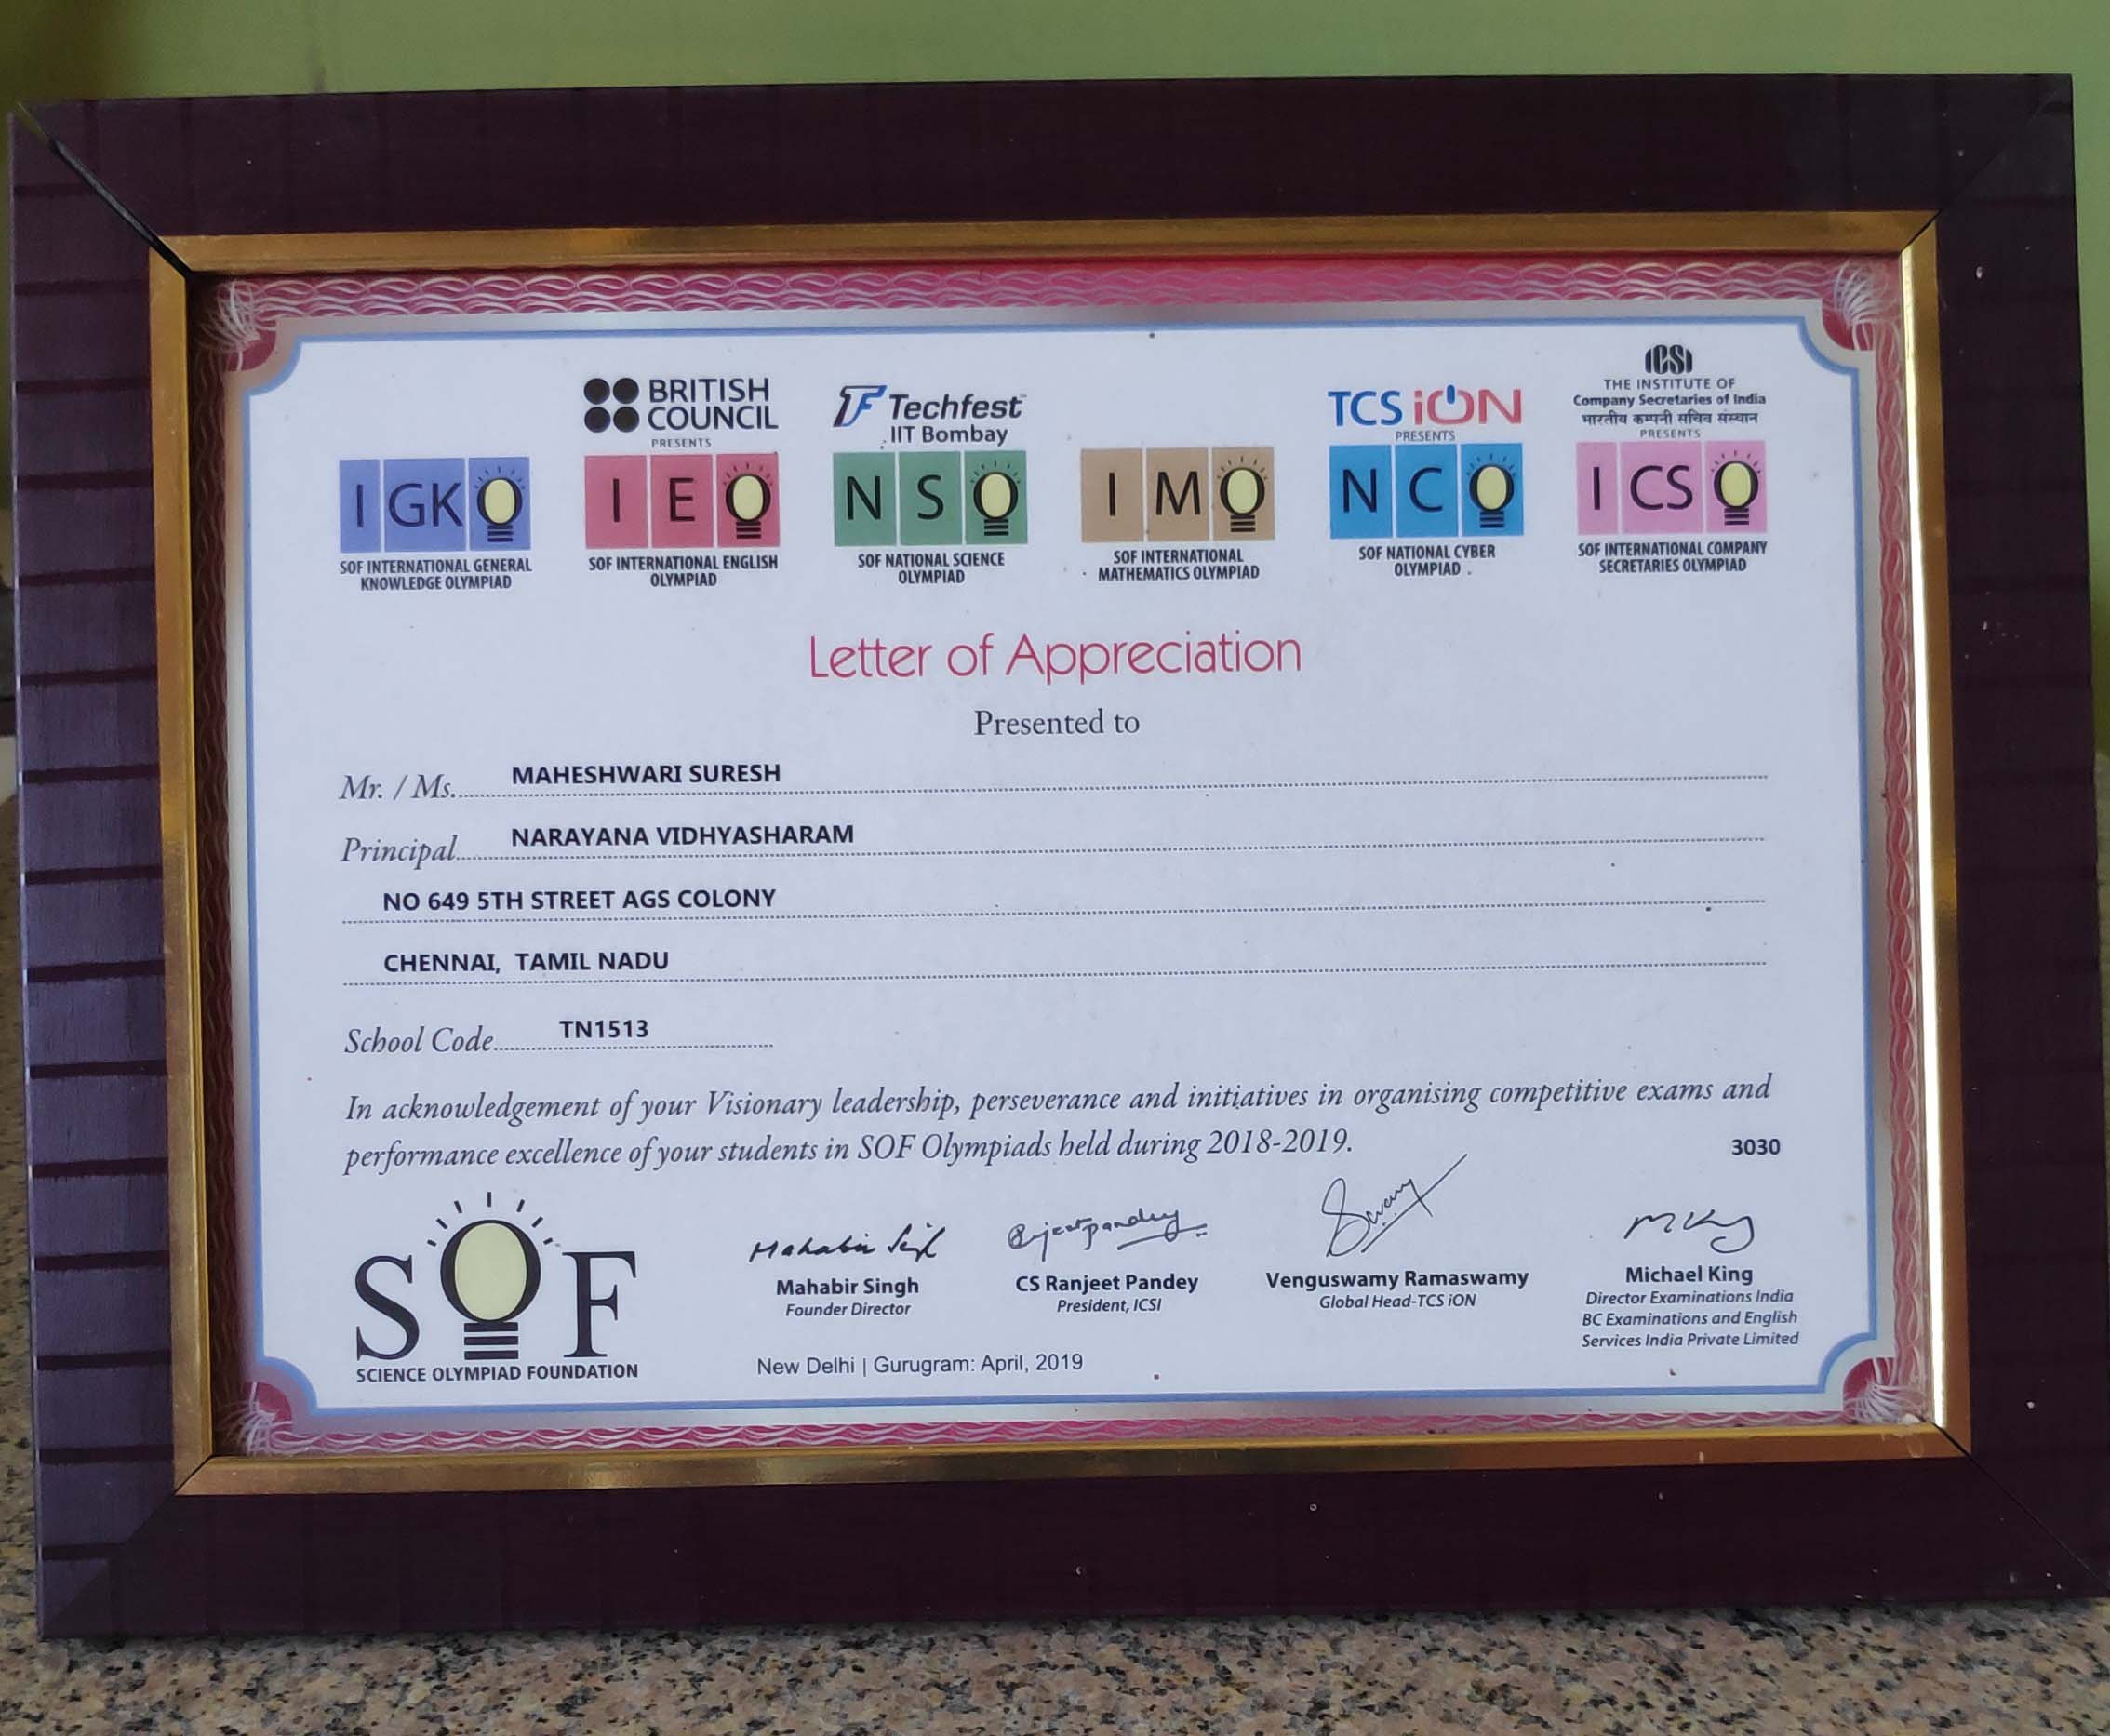 BRITISH COUNCIL
PRESENTS
Techfest
IIT Bombay
TCS iON
PRESENTS
ICSI
THE INSTITUTE OF
Company Secretaries of India
भारतीय कम्पनी सचिव संस्थान
PRESENTS
IGKO
SOF INTERNATIONAL GENERAL
KNOWLEDGE OLYMPIAD
IEO
SOF INTERNATIONAL ENGLISH
OLYMPIAD
NSO
SOF NATIONAL SCIENCE
OLYMPIAD
IMO
SOF INTERNATIONAL
MATHEMATICS OLYMPIAD
NCO
SOF NATIONAL CYBER
OLYMPIAD
ICSO
SOF INTERNATIONAL COMPANY
SECRETARIES OLYMPIAD
Letter of Appreciation
Presented to
Mr. / Ms. MAHESHWARI SURESH
Principal NARAYANA VIDHYASHARAM
NO 649 5TH STREET AGS COLONY
CHENNAI, TAMIL NADU
School Code TN1513
In acknowledgement of your Visionary leadership, perseverance and initiatives in organising competitive exams and
performance excellence of your students in SOF Olympiads held during 2018-2019.
3030
SOF
SCIENCE OLYMPIAD FOUNDATION
Mahabir Singh
Mahabir Singh
Founder Director
Ranjeet Pandey
CS Ranjeet Pandey
President, ICSI
Venguswamy Ramaswamy
Global Head-TCS iON
Michael King
Director Examinations India
BC Examinations and English
Services India Private Limited
New Delhi | Gurugram: April, 2019